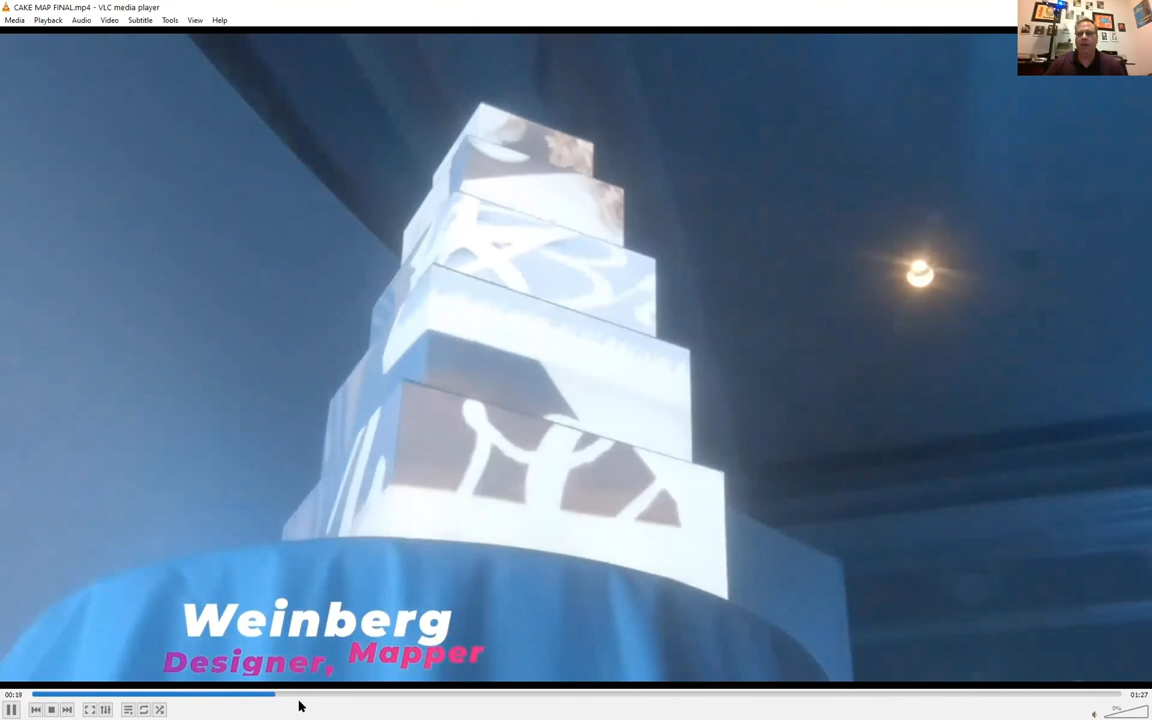 CAKE MAP FINAL.mp4 - VLC media player
Media Playback Audio Video Subtitle Tools View Help
Weinberg
Designer, Mapper
00:19 01:27
0%